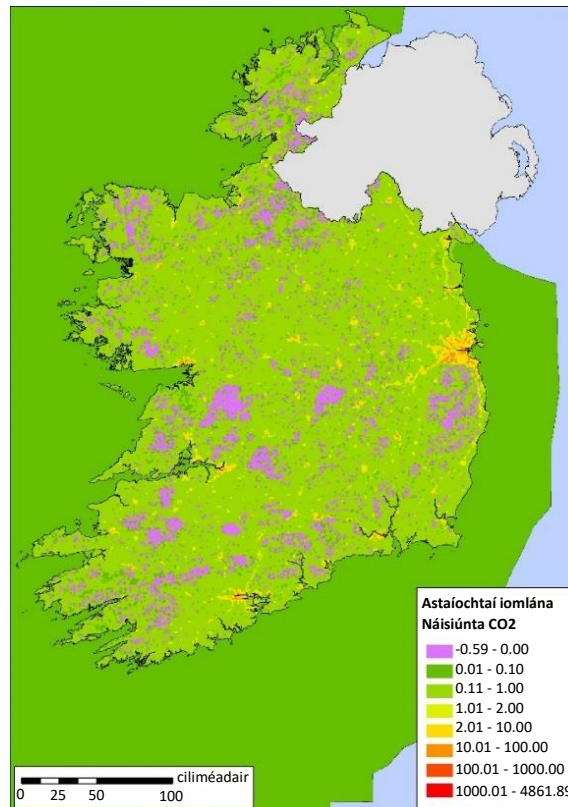 Astaíochtaí iomlána
Náisiúnta CO2
-0.59 - 0.00
0.01 - 0.10
0.11 - 1.00
1.01 - 2.00
2.01 - 10.00
10.01 - 100.00
100.01 - 1000.00
1000.01 - 4861.89
ciliméadair
0 25 50 100